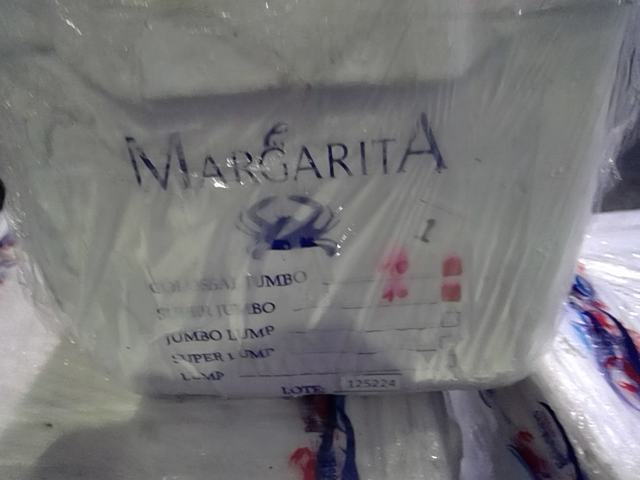 MARGARITA
1
COLOSSAL JUMBO
SUPER JUMBO
JUMBO LUMP
SUPER LUMP
LUMP
LOTE: 125224